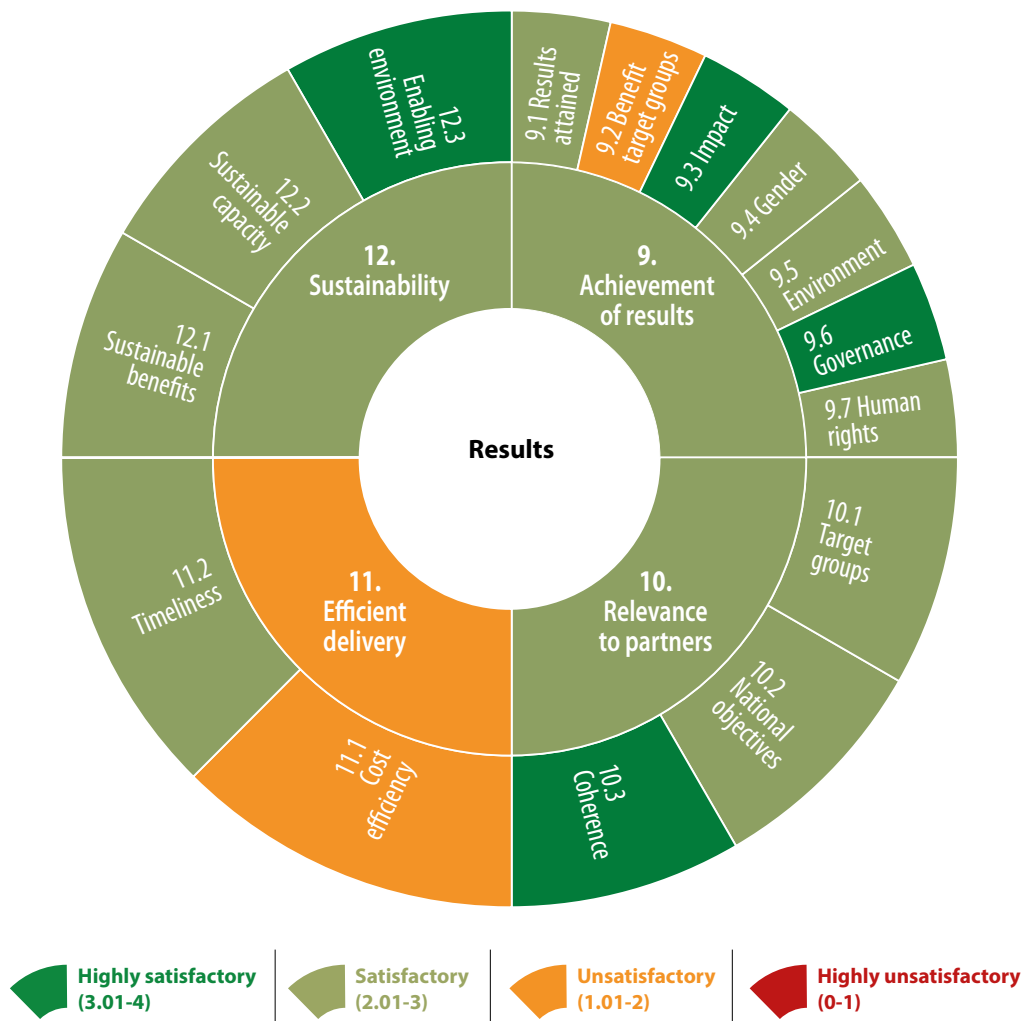 Results
9.
Achievement
of results
9.1 Results
attained
9.2 Benefit
target groups
9.3 Impact
9.4 Gender
9.5
Environment
9.6
Governance
9.7 Human
rights
10.
Relevance
to partners
10.1
Target
groups
10.2
National
objectives
10.3
Coherence
11.
Efficient
delivery
11.1 Cost
efficiency
11.2
Timeliness
12.
Sustainability
12.1
Sustainable
benefits
12.2
Sustainable
capacity
12.3
Enabling
environment
Highly satisfactory
(3.01-4)
Satisfactory
(2.01-3)
Unsatisfactory
(1.01-2)
Highly unsatisfactory
(0-1)